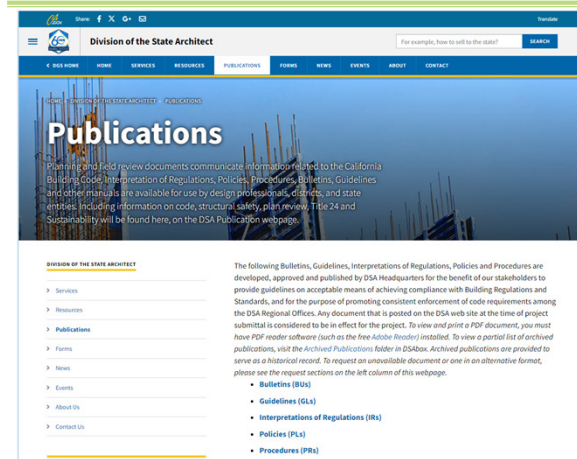 CA GOV Share: f X G+ Translate
Division of the State Architect
For example, how to sell to the state? SEARCH
< DGS HOME HOME SERVICES RESOURCES PUBLICATIONS FORMS NEWS EVENTS ABOUT CONTACT
HOME > DIVISION OF THE STATE ARCHITECT > PUBLICATIONS
Publications
Planning and field review documents communicate information related to the California
Building Code, Interpretation of Regulations, Policies, Procedures, Bulletins, Guidelines
and other manuals are available for use by design professionals, districts, and state
entities. Including information on code, structural safety, plan review, Title 24 and
Sustainability will be found here, on the DSA Publication webpage.
DIVISION OF THE STATE ARCHITECT
> Services
> Resources
> Publications
> Forms
> News
> Events
> About Us
> Contact Us
The following Bulletins, Guidelines, Interpretations of Regulations, Policies and Procedures are
developed, approved and published by DSA Headquarters for the benefit of our stakeholders to
provide guidelines on acceptable means of achieving compliance with Building Regulations and
Standards, and for the purpose of promoting consistent enforcement of code requirements among
the DSA Regional Offices. Any document that is posted on the DSA web site at the time of project
submittal is considered to be in effect for the project. To view and print a PDF document, you must
have PDF reader software (such as the free Adobe Reader) installed. To view a partial list of archived
publications, visit the Archived Publications folder in DSAbox. Archived publications are provided to
serve as a historical record. To request an unavailable document or one in an alternative format,
please see the request sections on the left column of this webpage.
• Bulletins (BUs)
• Guidelines (GLs)
• Interpretations of Regulations (IRs)
• Policies (PLs)
• Procedures (PRs)